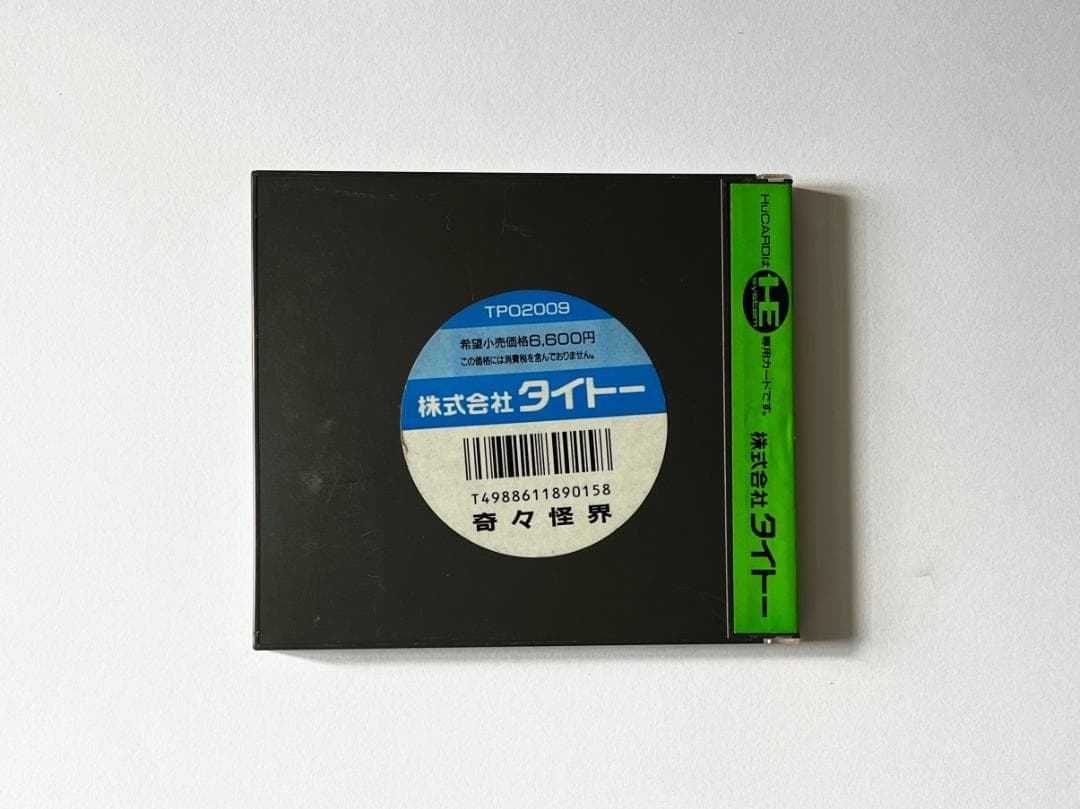 TP02009
希望小売価格6,600円
この価格には消費税を含んでおりません。
株式会社 タイトー
T4988611890158
奇々怪界
HuCARDは HE system 専用カードです。 株式会社 タイトー